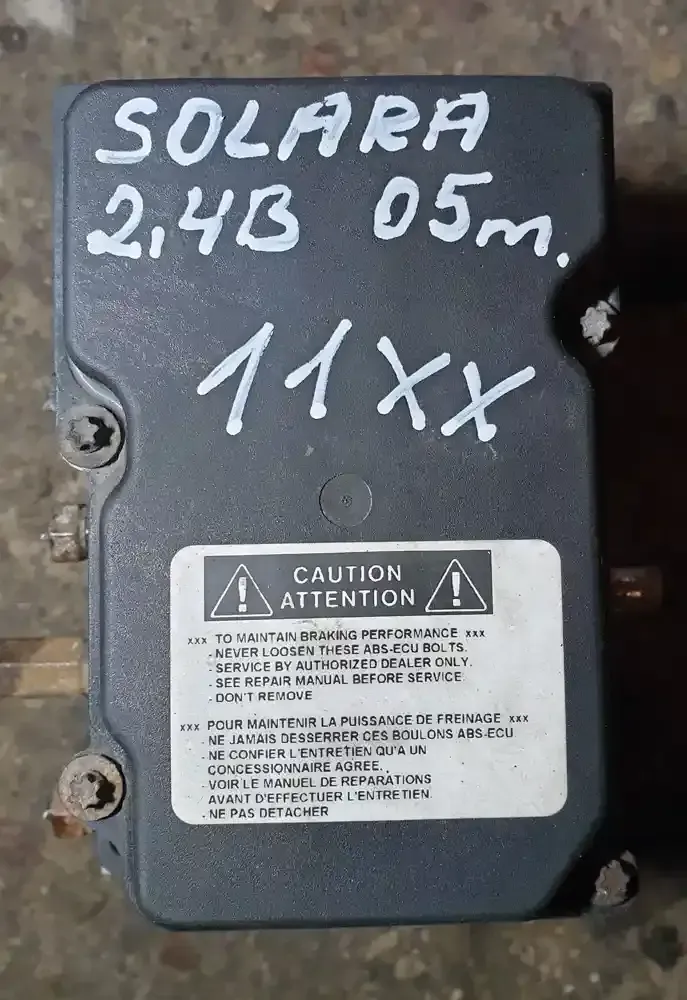 SOLARA
2,4B 05m.
11xx
CAUTION
ATTENTION
xxx TO MAINTAIN BRAKING PERFORMANCE xxx
- NEVER LOOSEN THESE ABS-ECU BOLTS.
- SERVICE BY AUTHORIZED DEALER ONLY.
- SEE REPAIR MANUAL BEFORE SERVICE
- DON'T REMOVE
xxx POUR MAINTENIR LA PUISSANCE DE FREINAGE xxx
- NE JAMAIS DESSERRER CES BOULONS ABS-ECU
- NE CONFIER L'ENTRETIEN QU'A UN
CONCESSIONNAIRE AGREE.
- VOIR LE MANUEL DE REPARATIONS
AVANT D'EFFECTUER L'ENTRETIEN.
- NE PAS DETACHER